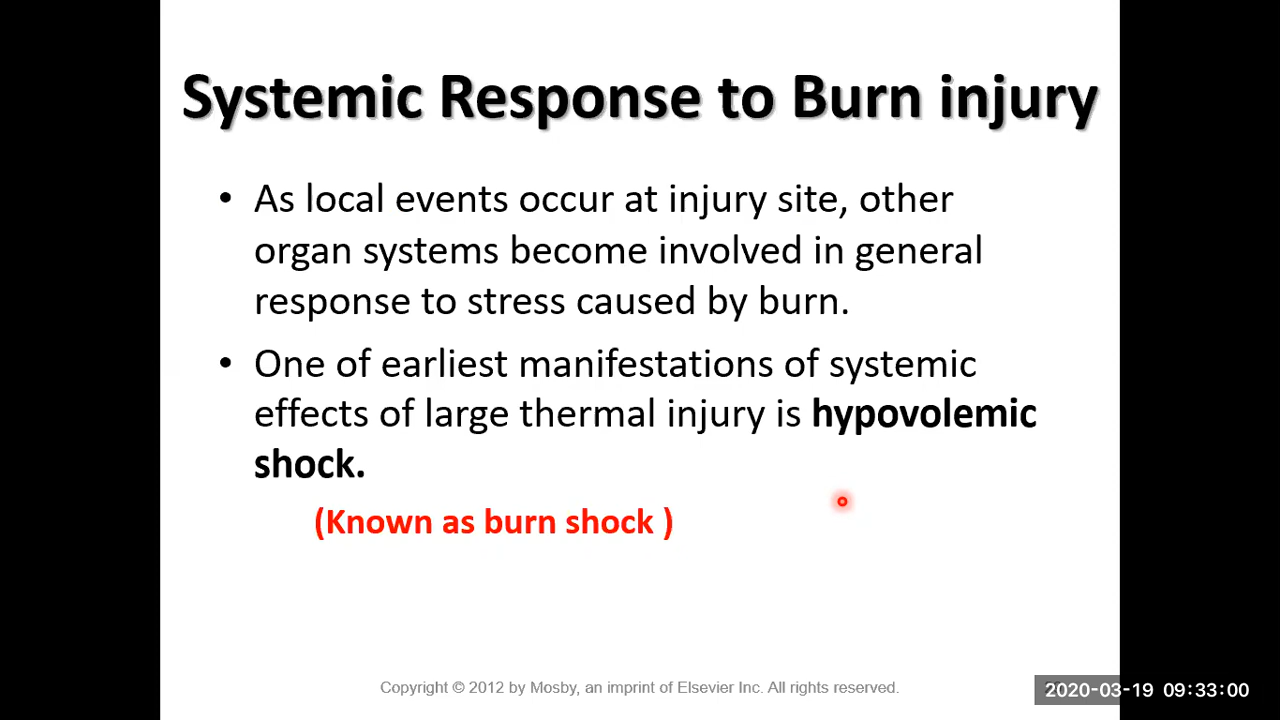 Systemic Response to Burn injury
• As local events occur at injury site, other
organ systems become involved in general
response to stress caused by burn.
• One of earliest manifestations of systemic
effects of large thermal injury is hypovolemic
shock.
(Known as burn shock )
Copyright © 2012 by Mosby, an imprint of Elsevier Inc. All rights reserved.
2020-03-19 09:33:00